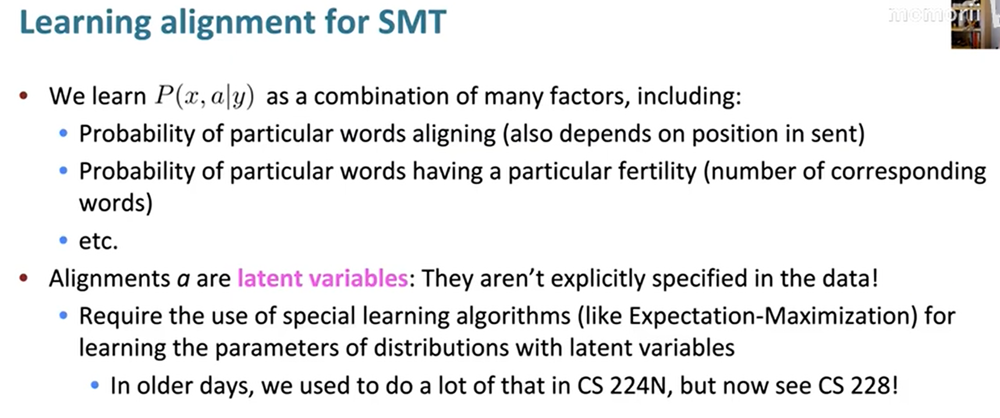 Learning alignment for SMT
memorii
• We learn P(x, a|y) as a combination of many factors, including:
• Probability of particular words aligning (also depends on position in sent)
• Probability of particular words having a particular fertility (number of corresponding
words)
• etc.
• Alignments a are latent variables: They aren’t explicitly specified in the data!
• Require the use of special learning algorithms (like Expectation-Maximization) for
learning the parameters of distributions with latent variables
• In older days, we used to do a lot of that in CS 224N, but now see CS 228!